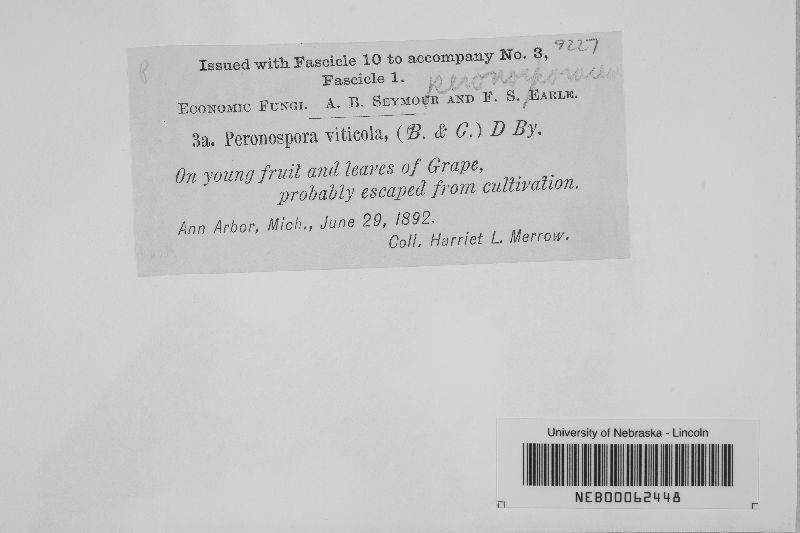 Issued with Fascicle 10 to accompany No. 3, 9227
Fascicle 1.
ECONOMIC FUNGI. A. B. SEYMOUR AND F. S. EARLE.
3a. Peronospora viticola, (B. & C.) D By.
On young fruit and leaves of Grape,
probably escaped from cultivation.
Ann Arbor, Mich., June 29, 1892.
Coll. Harriet L. Merrow.
University of Nebraska - Lincoln
NEB00062448